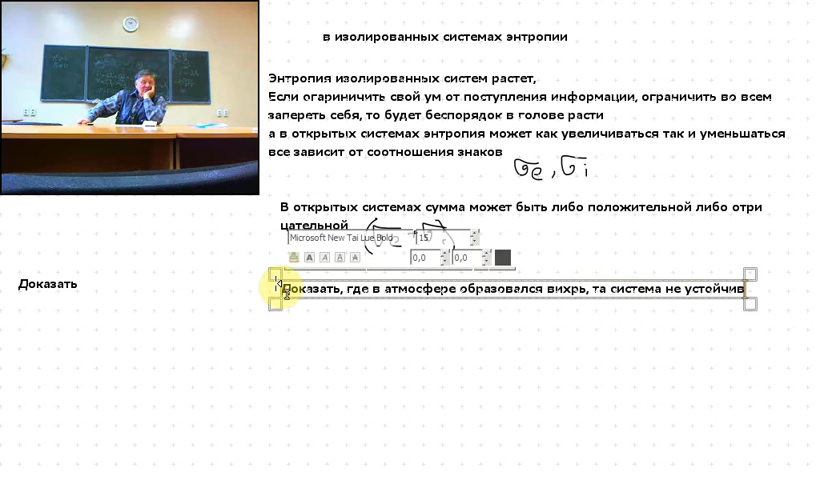 в изолированных системах энтропии
Энтропия изолированных систем растет,
Если огариничить свой ум от поступления информации, ограничить во всем
запереть себя, то будет беспорядок в голове расти
а в открытых системах энтропия может как увеличиваться так и уменьшаться
все зависит от соотношения знаков
σe, σi
В открытых системах сумма может быть либо положительной либо отри
цательной
Microsoft New Tai Lue Bold 15
A A A A 0,0 0,0
Доказать
Доказать, где в атмосфере образовался вихрь, та система не устойчив